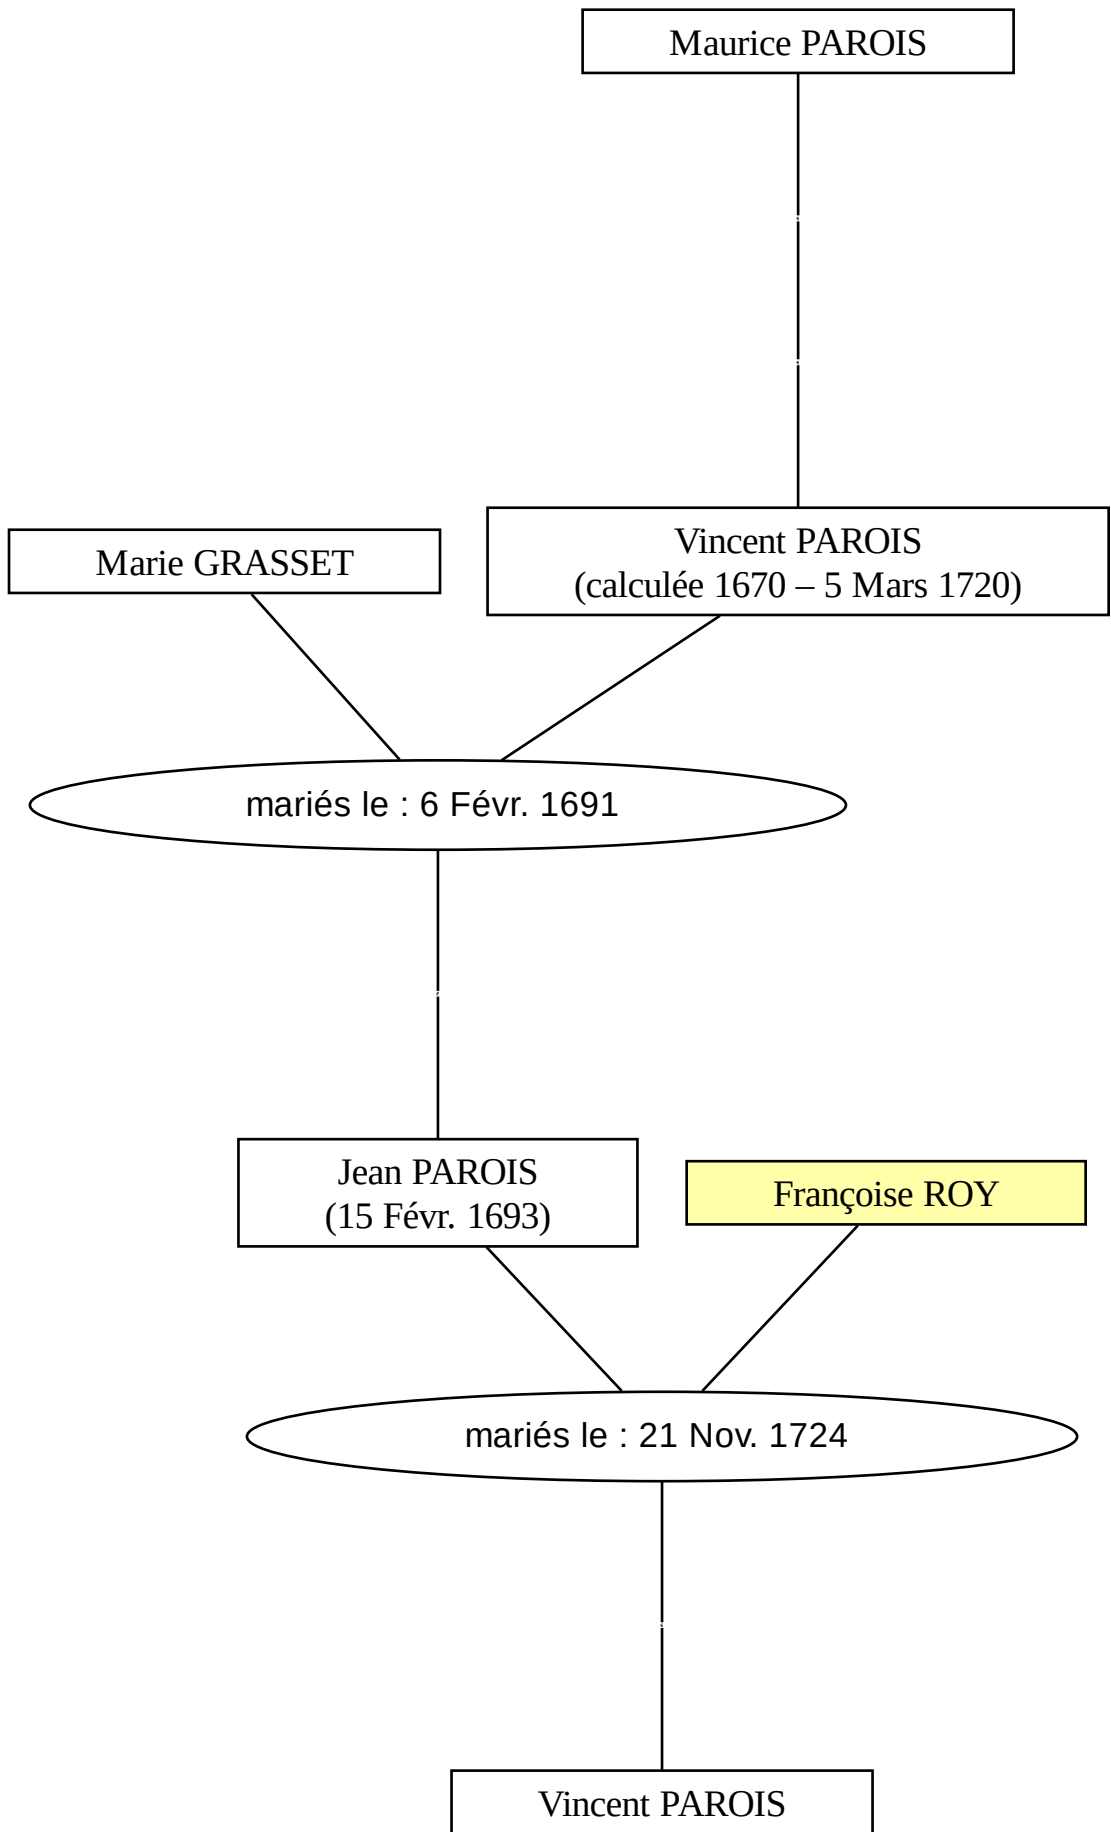 Maurice PAROIS
Marie GRASSET
Vincent PAROIS
(calculée 1670 – 5 Mars 1720)
mariés le : 6 Févr. 1691
Jean PAROIS
(15 Févr. 1693)
Françoise ROY
mariés le : 21 Nov. 1724
Vincent PAROIS